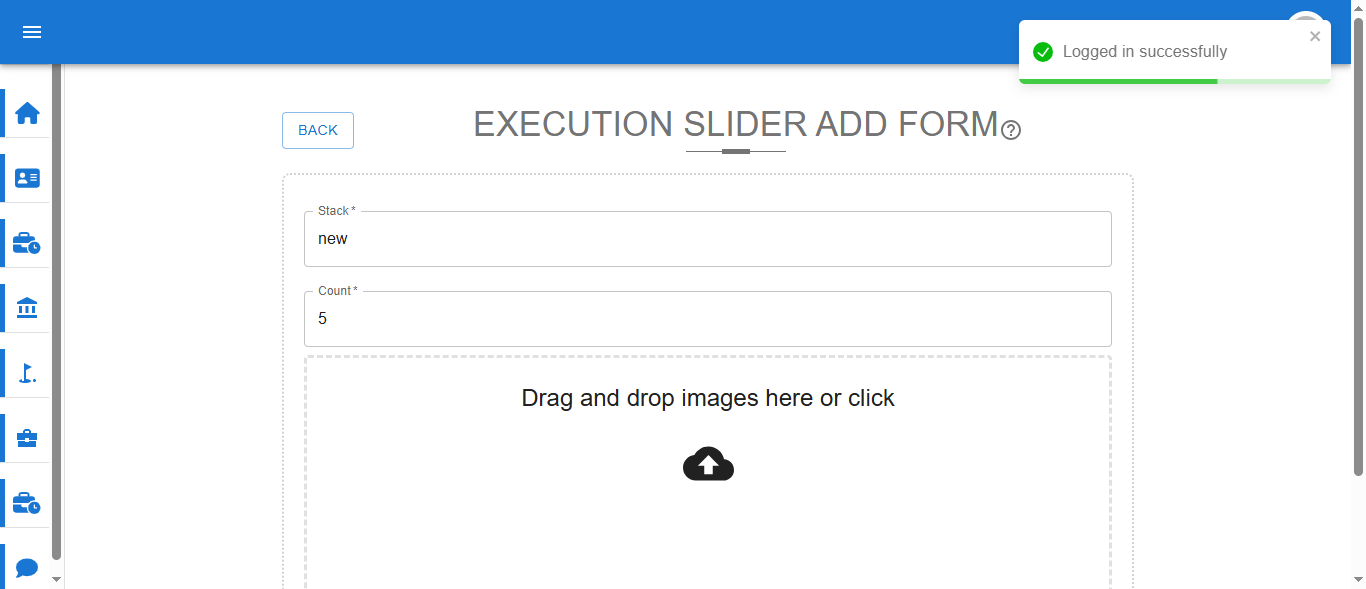 Logged in successfully
BACK
EXECUTION SLIDER ADD FORM
Stack *
new
Count *
5
Drag and drop images here or click